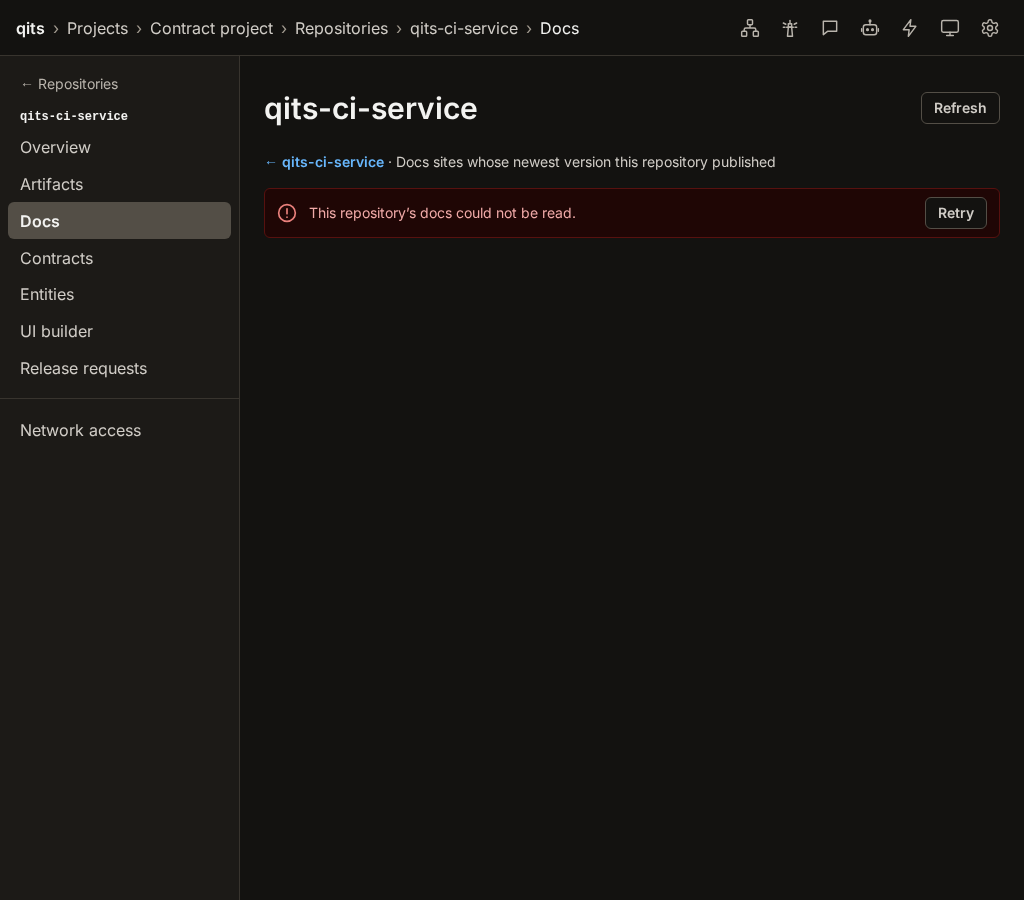 qits › Projects › Contract project › Repositories › qits-ci-service › Docs
← Repositories
qits-ci-service
Overview
Artifacts
Docs
Contracts
Entities
UI builder
Release requests
Network access
qits-ci-service
Refresh
← qits-ci-service · Docs sites whose newest version this repository published
This repository’s docs could not be read.
Retry